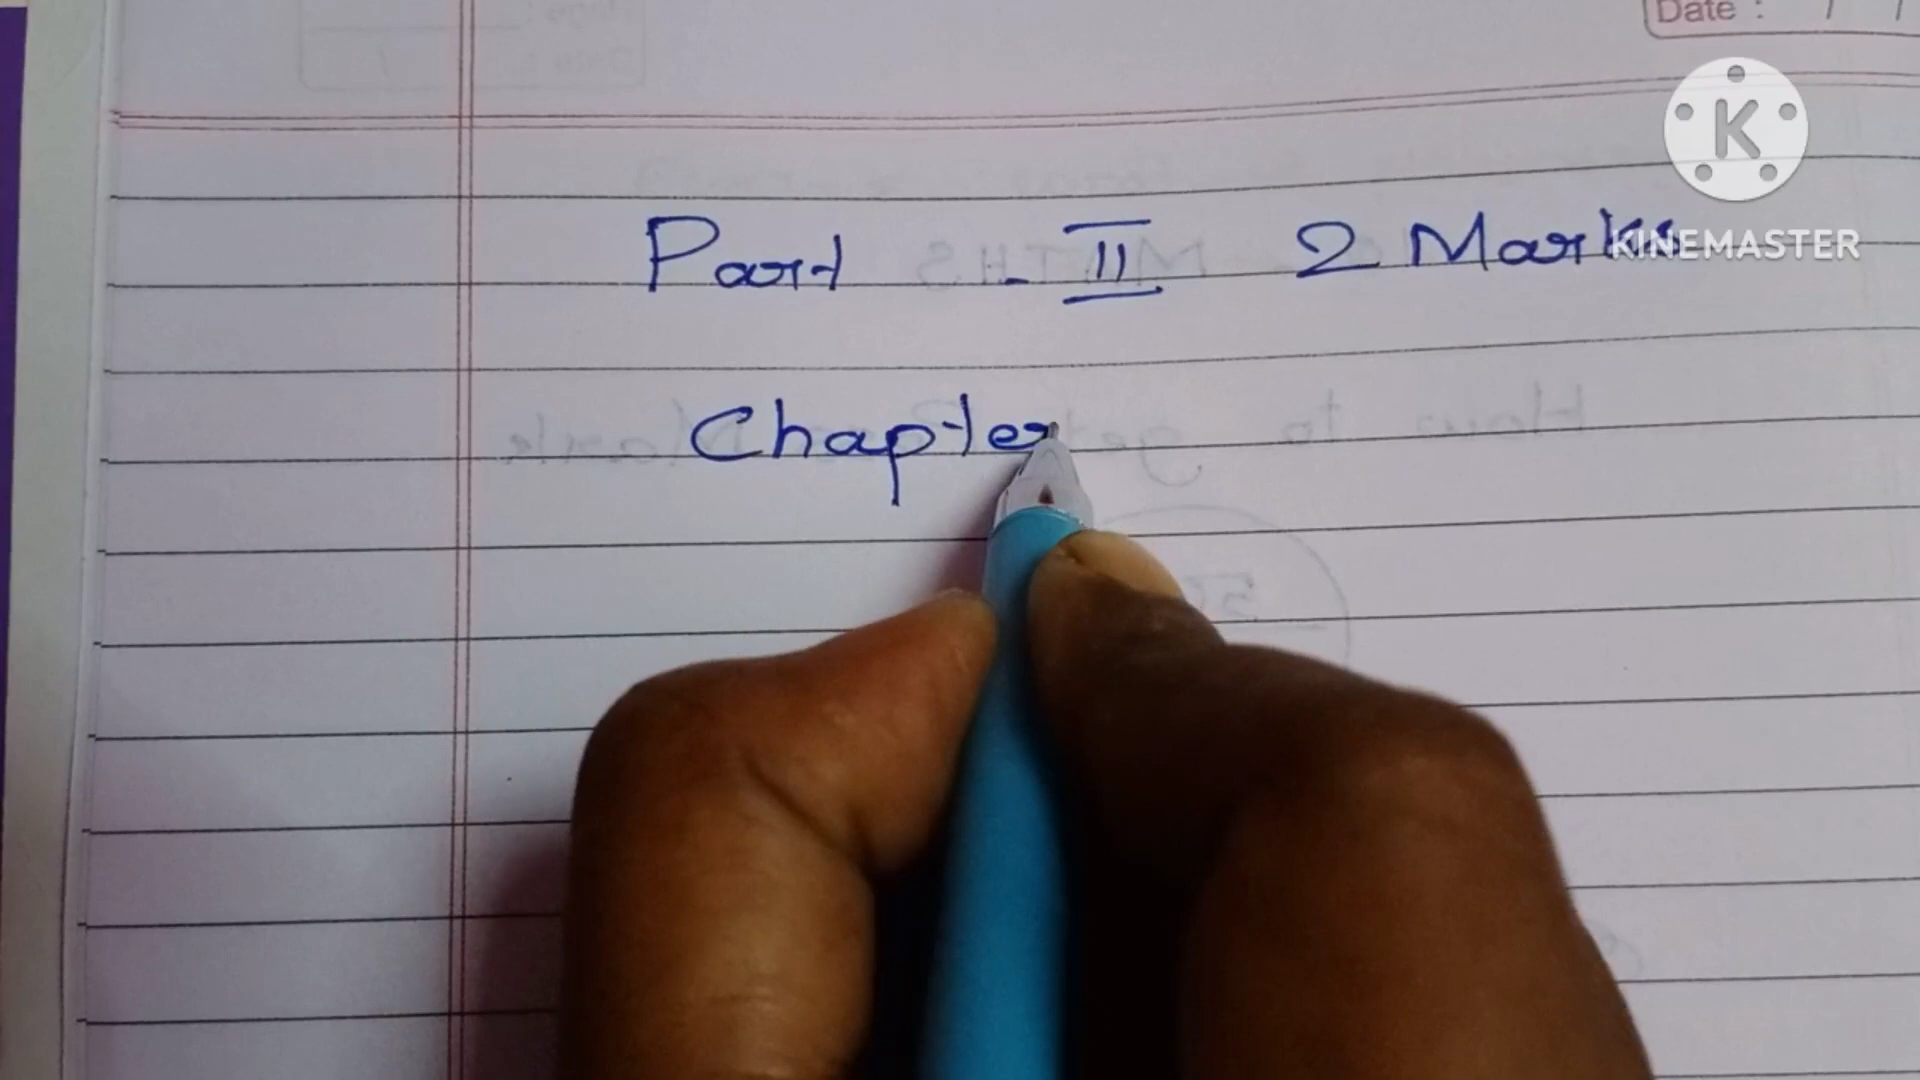 Date : / /
K
KINEMASTER
Part - II 2 Marks
Chapter